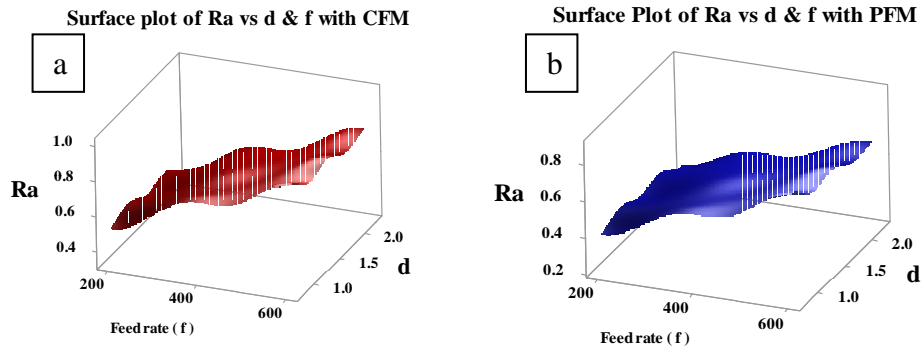 Surface plot of Ra vs d & f with CFM
a
1.0
0.8
Ra
0.6
0.4
200
400
600
Feed rate ( f )
1.0
1.5
2.0
d
Surface Plot of Ra vs d & f with PFM
b
0.8
0.6
Ra
0.4
0.2
200
400
600
Feed rate ( f )
1.0
1.5
2.0
d